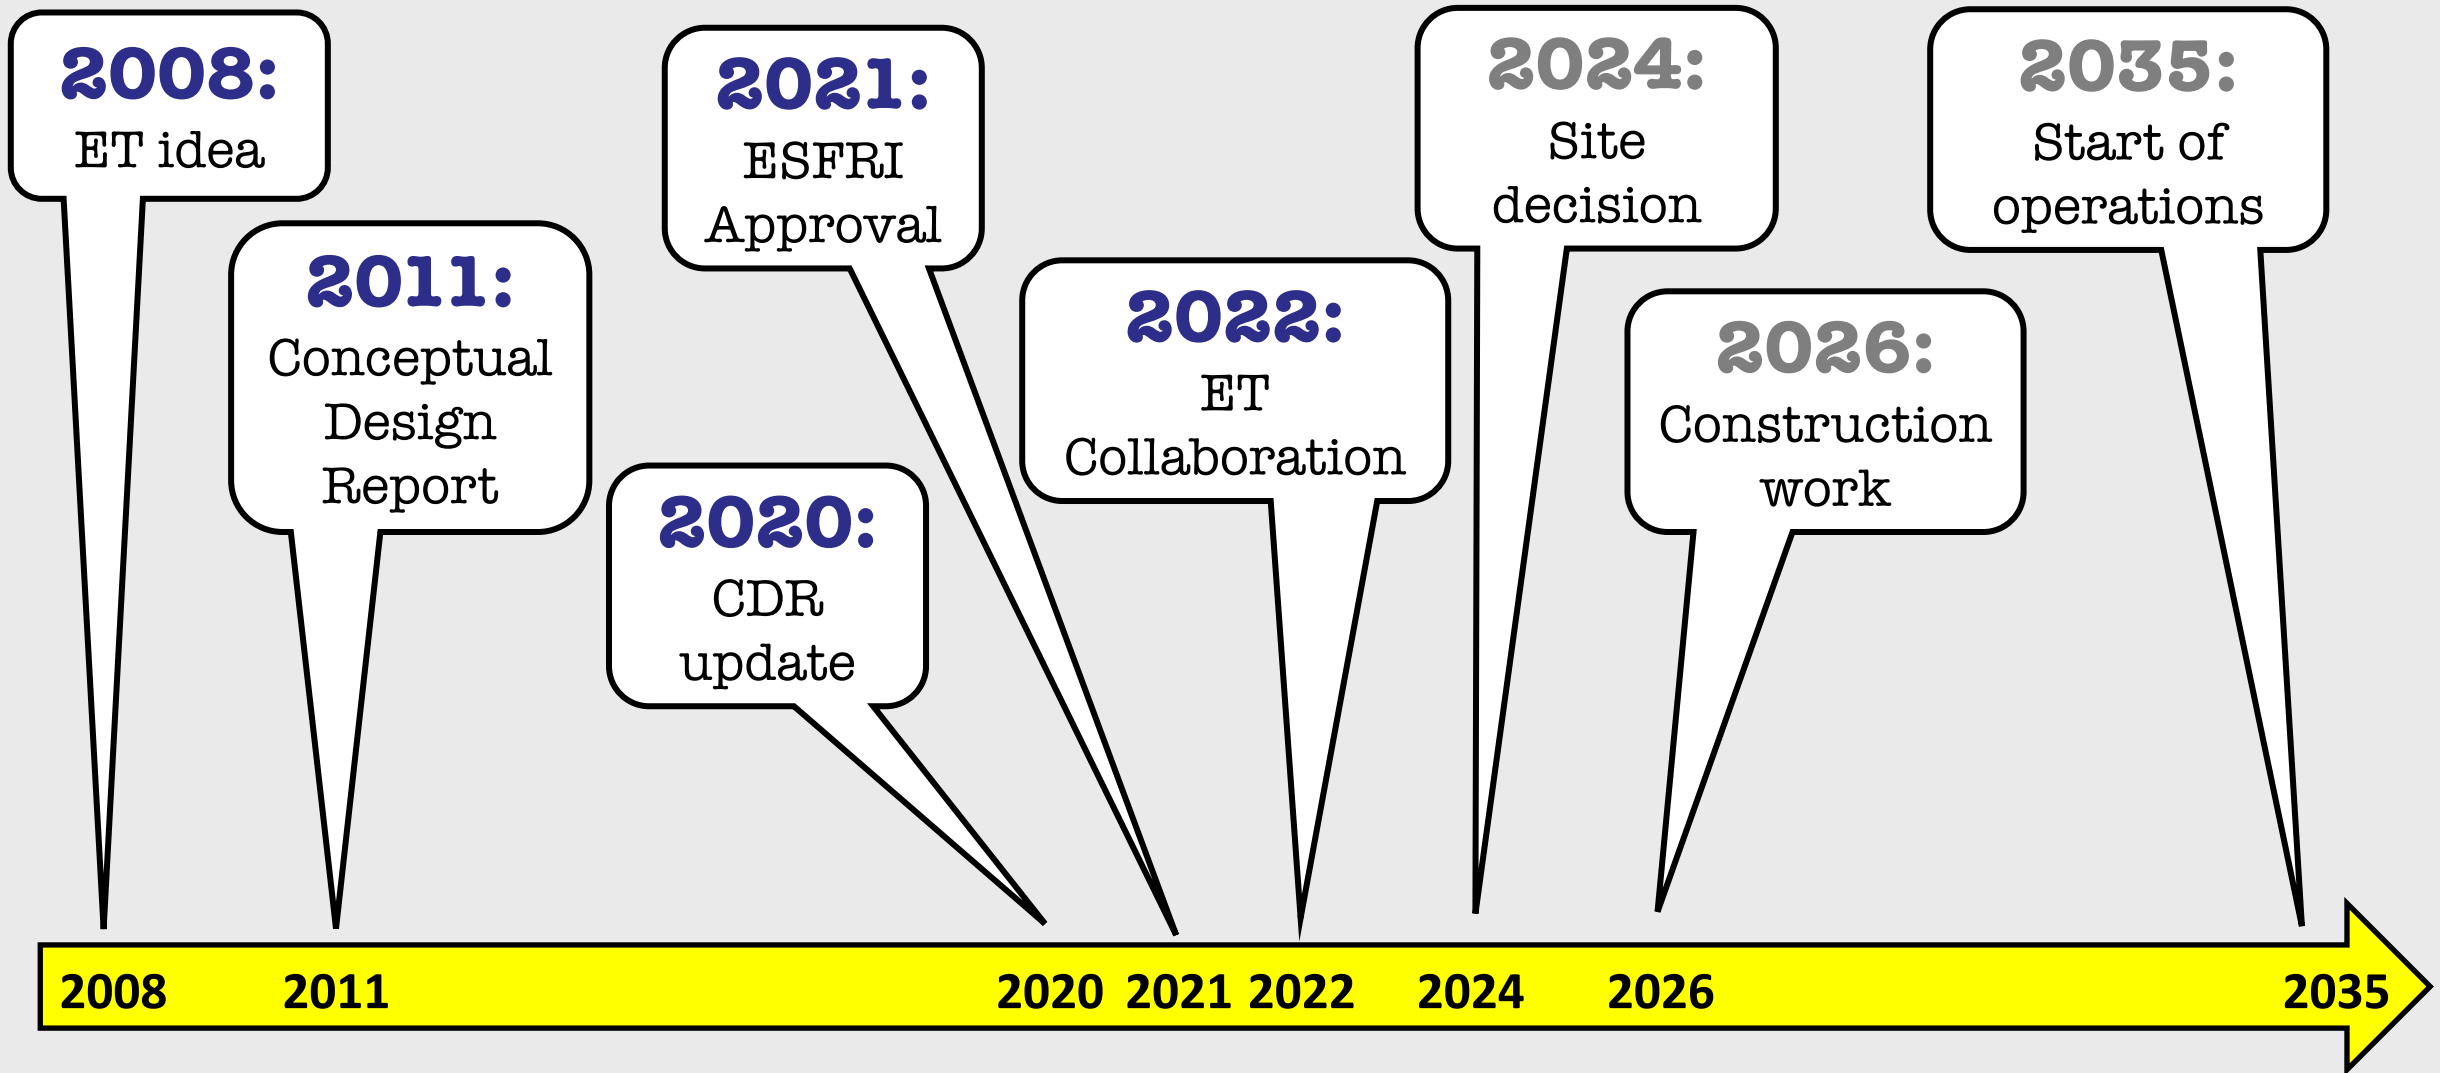 2008:
ET idea
2011:
Conceptual
Design
Report
2020:
CDR
update
2021:
ESFRI
Approval
2022:
ET
Collaboration
2024:
Site
decision
2026:
Construction
work
2035:
Start of
operations
2008 2011 2020 2021 2022 2024 2026 2035